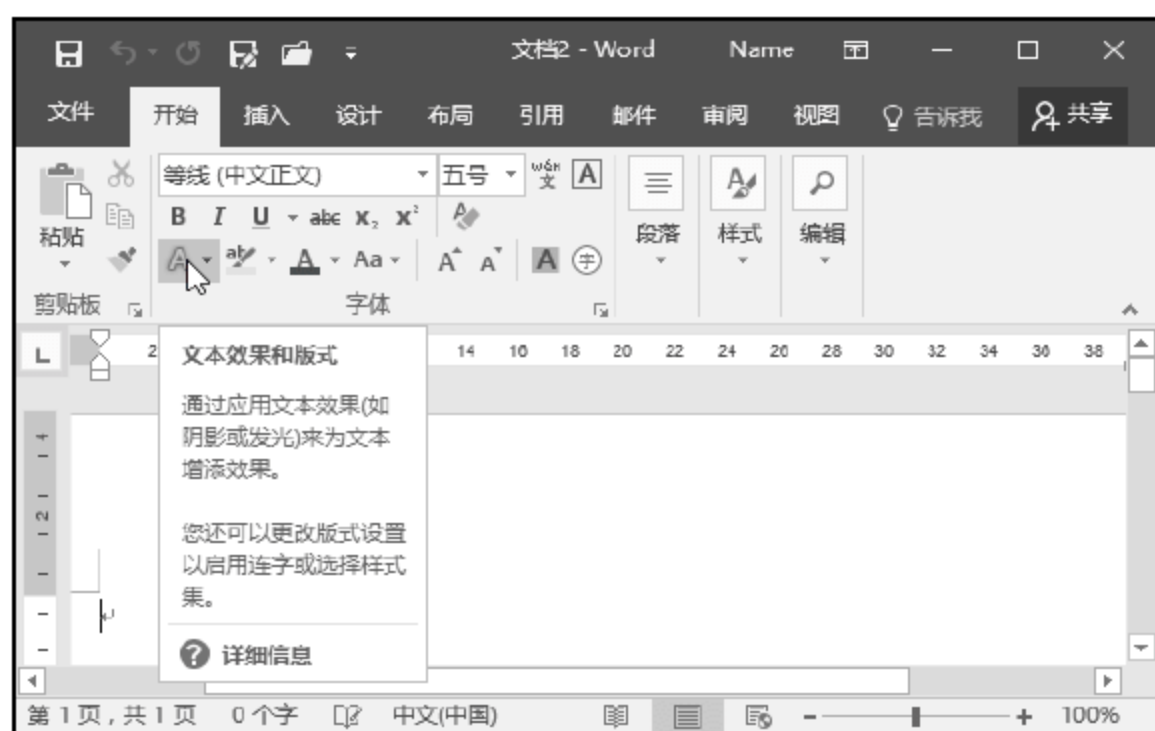 文档2 - Word Name
文件 开始 插入 设计 布局 引用 邮件 审阅 视图 告诉我 共享
等线 (中文正文) 五号 wén 文 A
粘贴 B I U abc X₂ X² 段落 样式 编辑
A aby A Aa A A A 字
剪贴板 字体
L 2 14 16 18 20 22 24 26 28 30 32 34 36 38
文本效果和版式
通过应用文本效果(如
阴影或发光)来为文本
增添效果。
您还可以更改版式设置
以启用连字或选择样式
集。
详细信息
4
2
第 1 页，共 1 页 0 个字 中文(中国) 100%